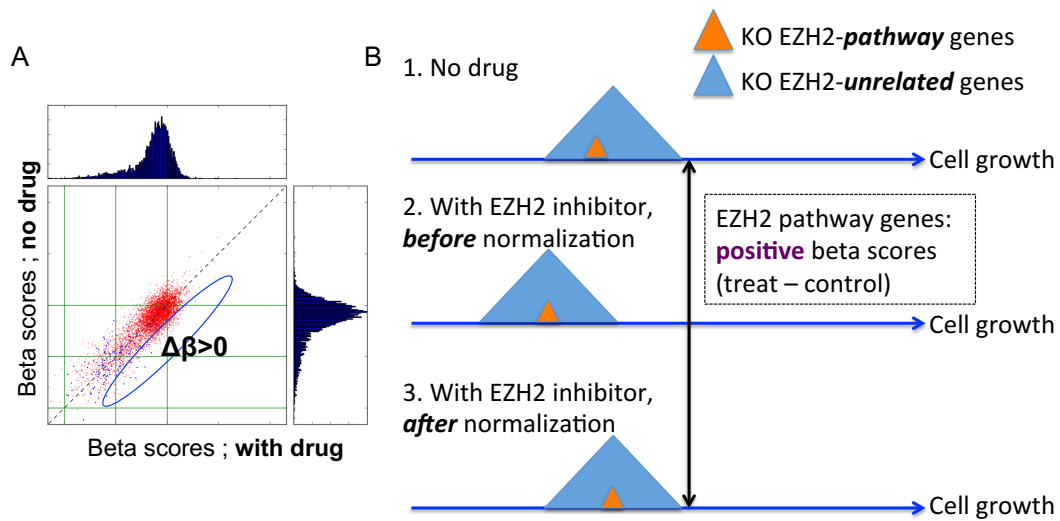 A
Beta scores ; no drug
Δβ>0
Beta scores ; with drug
B
KO EZH2-pathway genes
KO EZH2-unrelated genes
1. No drug
Cell growth
2. With EZH2 inhibitor,
before normalization
EZH2 pathway genes:
positive beta scores
(treat – control)
Cell growth
3. With EZH2 inhibitor,
after normalization
Cell growth